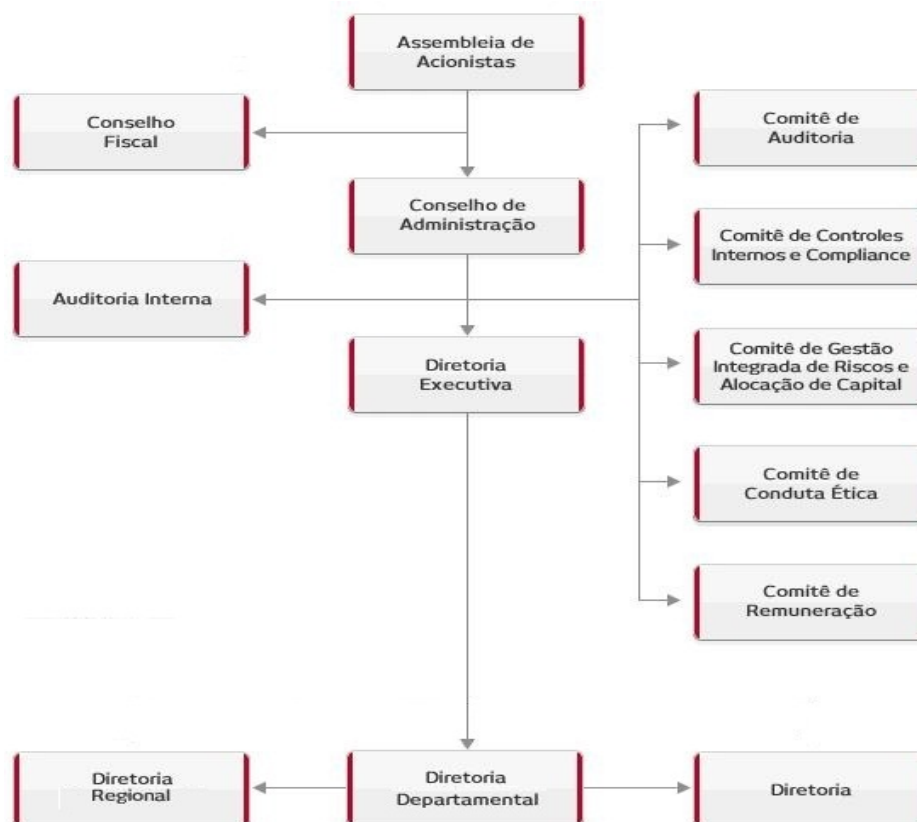 Assembleia de
Acionistas
Conselho
Fiscal
Comitê de
Auditoria
Conselho de
Administração
Comitê de Controles
Internos e Compliance
Auditoria Interna
Diretoria
Executiva
Comitê de Gestão
Integrada de Riscos e
Alocação de Capital
Comitê de
Conduta Ética
Comitê de
Remuneração
Diretoria
Regional
Diretoria
Departamental
Diretoria